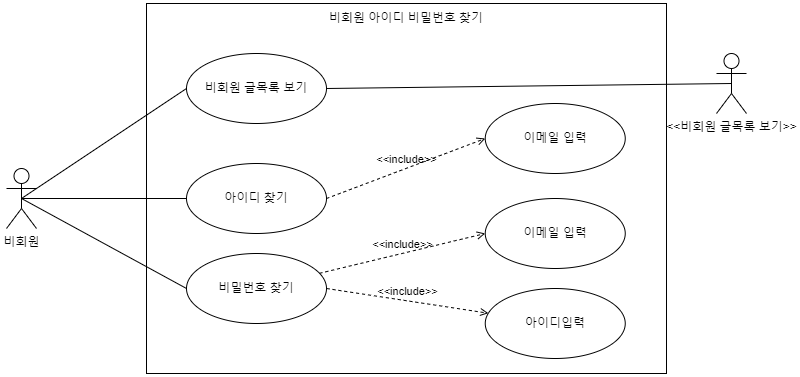 비회원 아이디 비밀번호 찾기
비회원 글목록 보기
<<비회원 글목록 보기>>
이메일 입력
<<include>>
아이디 찾기
비회원
이메일 입력
<<include>>
비밀번호 찾기
<<include>>
아이디입력